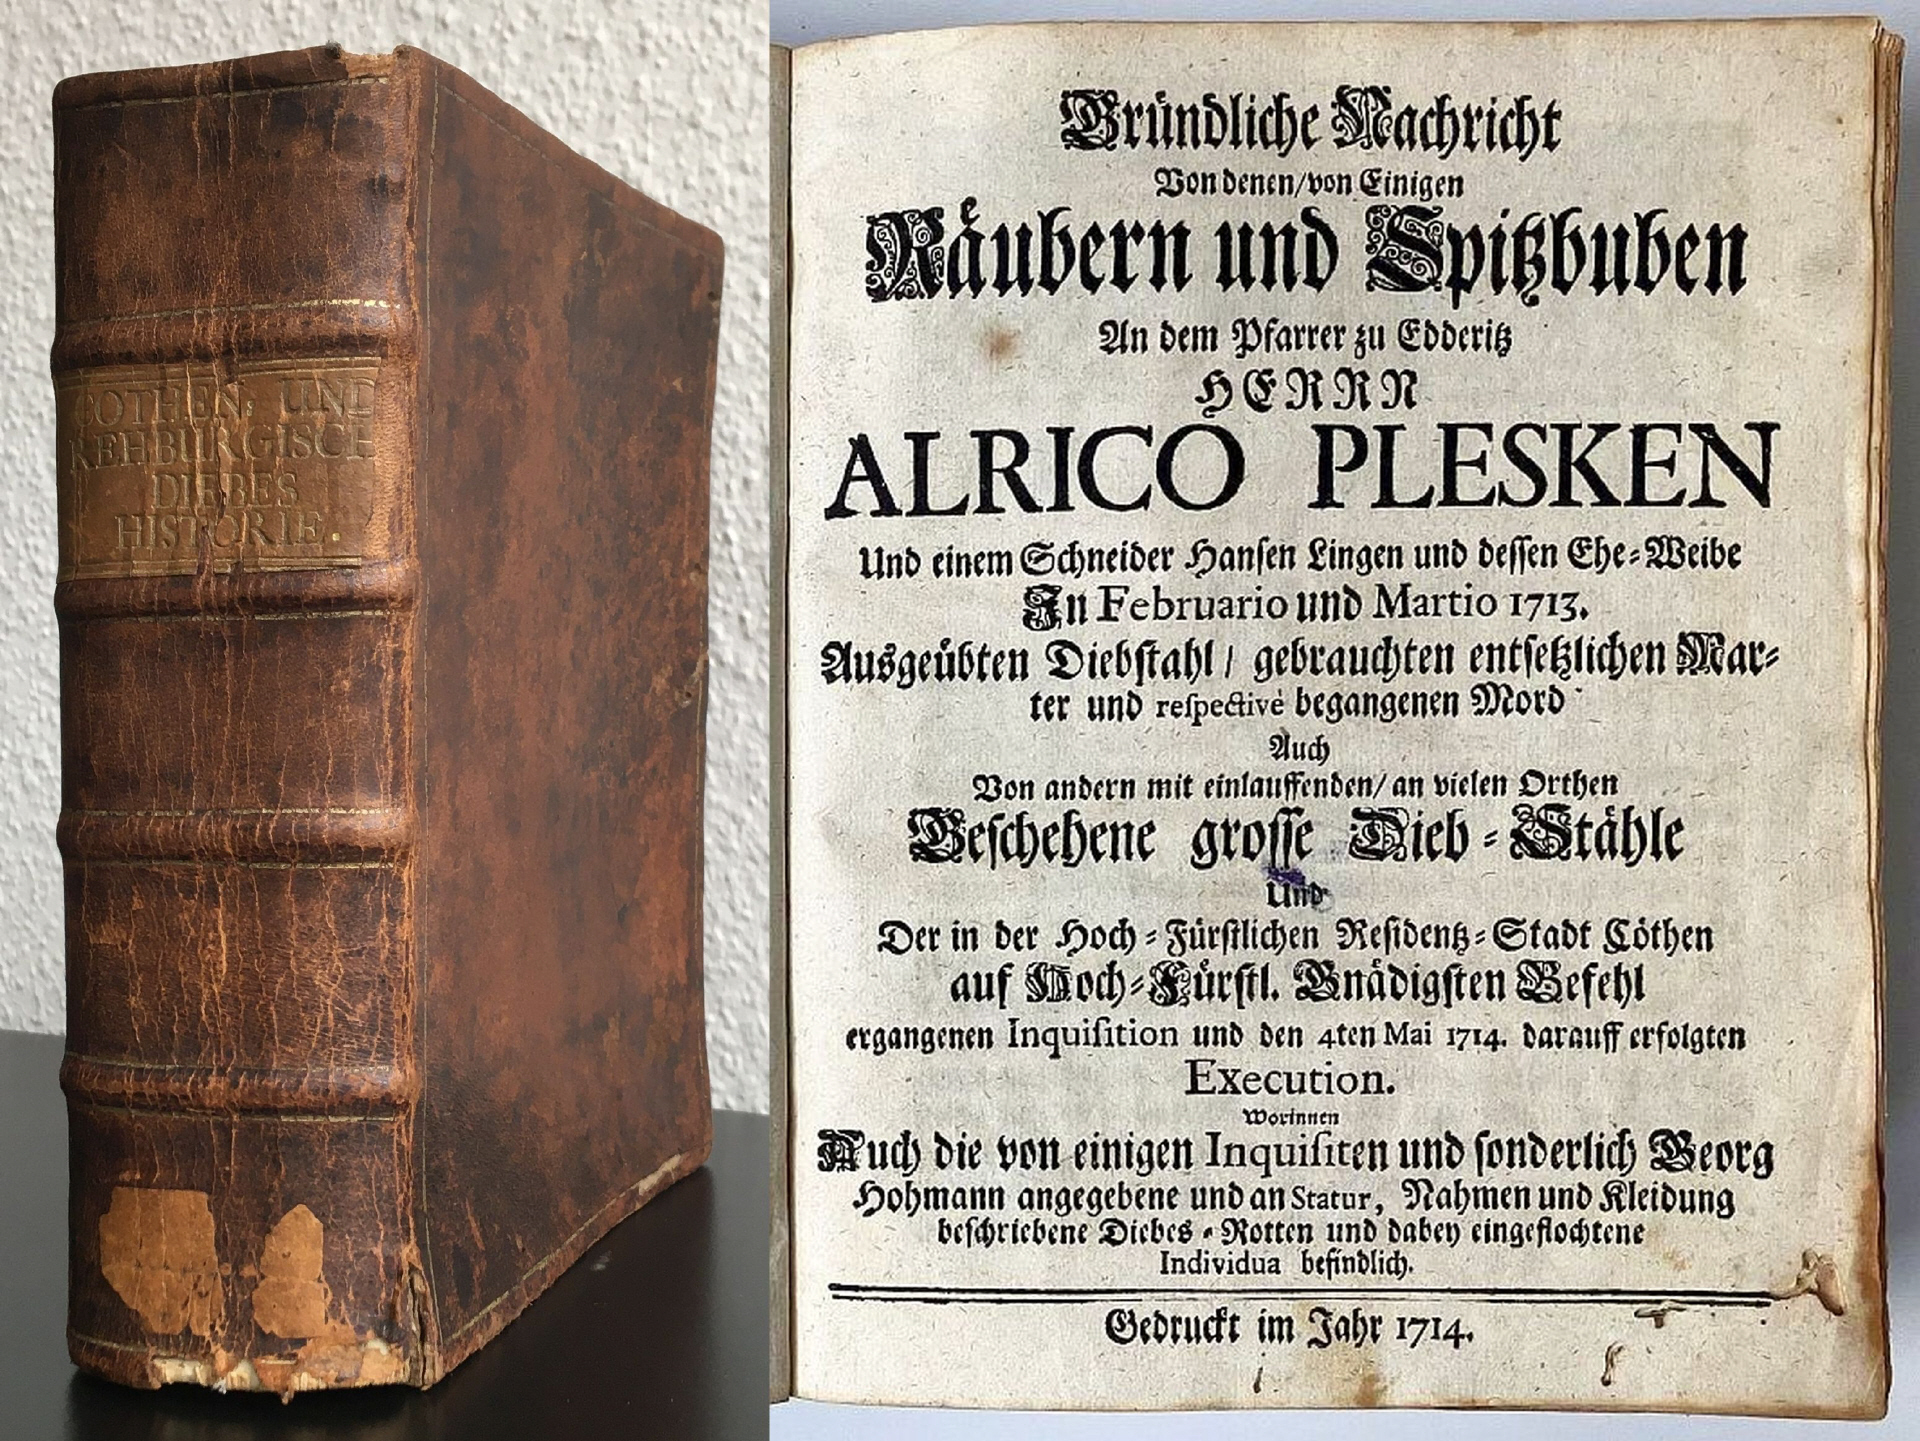 COTHEN: UND
REHBURGISCH
DIEBES
HISTORIE.
Gründliche Nachricht
Von denen/von Einigen
Räubern und Spitzbuben
An dem Pfarrer zu Edderitz
HERRN
ALRICO PLESKEN
Und einem Schneider Hansen Lingen und dessen Ehe-Weibe
In Februario und Martio 1713.
Ausgeübten Diebstahl / gebrauchten entsetzlichen Mar-
ter und respectivè begangenen Mord
Auch
Von andern mit einlauffenden/ an vielen Orthen
Geschehene grosse Dieb-Stähle
Und
Der in der Hoch-Fürstlichen Residentz-Stadt Cöthen
auf Hoch-Fürstl. Gnädigsten Befehl
ergangenen Inquisition und den 4ten Mai 1714. darauff erfolgten
Execution.
Worinnen
Auch die von einigen Inquisiten und sonderlich Georg
Hohmann angegebene und an Statur, Nahmen und Kleidung
beschriebene Diebes-Rotten und dabey eingeflochtene
Individua befindlich.
Gedruckt im Jahr 1714.